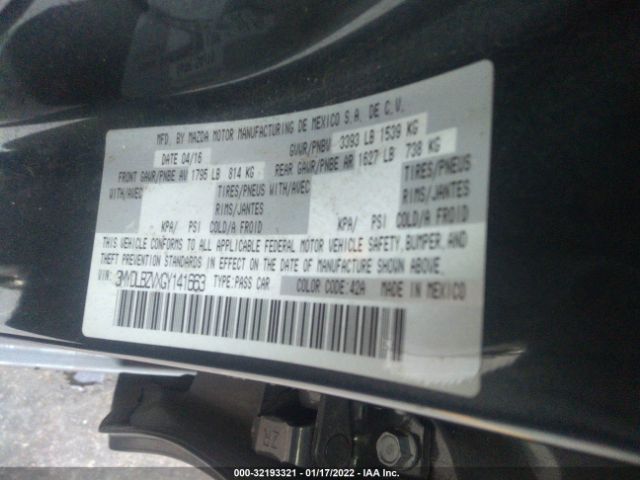 MFD. BY MAZDA MOTOR MANUFACTURING DE MEXICO S.A. DE C.V.
DATE 04/16 GVWR/PNBV 3393 LB 1539 KG
FRONT GAWR/PNBE AV 1795 LB 814 KG REAR GAWR/PNBE AR 1627 LB 738 KG
WITH/AVEC TIRES/PNEUS WITH/AVEC TIRES/PNEUS
RIMS/JANTES RIMS/JANTES
KPA/ PSI COLD/A FROID KPA/ PSI COLD/A FROID
THIS VEHICLE CONFORMS TO ALL APPLICABLE FEDERAL MOTOR VEHICLE SAFETY, BUMPER, AND
THEFT PREVENTION STANDARDS IN EFFECT ON THE DATE OF MANUFACTURE SHOWN ABOVE.
VIN: 3MYDLBZVXGY141663 TYPE:PASS CAR COLOR CODE:42A MADE IN MEXICO
ZR
000-32193321 - 01/17/2022 - IAA Inc.